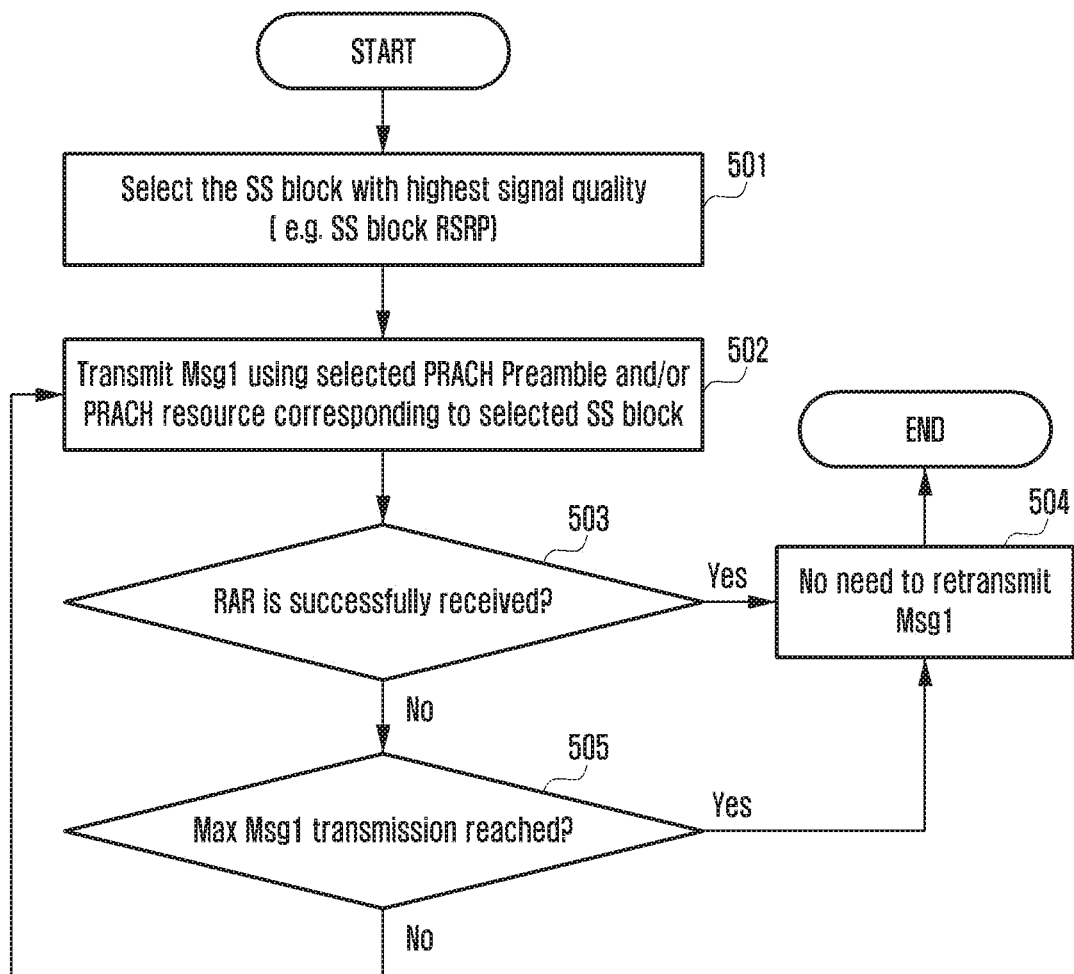 START
501
Select the SS block with highest signal quality
( e.g. SS block RSRP)
502
Transmit Msg1 using selected PRACH Preamble and/or
PRACH resource corresponding to selected SS block
END
503
504
RAR is successfully received?
Yes
No need to retransmit
Msg1
No
505
Max Msg1 transmission reached?
Yes
No